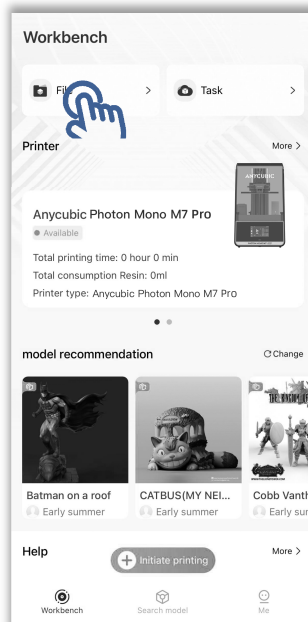 Workbench
File
Task
Printer
More
ANYCUBIC
Anycubic Photon Mono M7 Pro
Available
Total printing time: 0 hour 0 min
Total consumption Resin: 0ml
Printer type: Anycubic Photon Mono M7 Pro
model recommendation
Change
Batman on a roof
CATBUS(MY NEI...
Cobb Vanth
Early summer
Early summer
Early sur
Help
Initiate printing
More
Workbench
Search model
Me